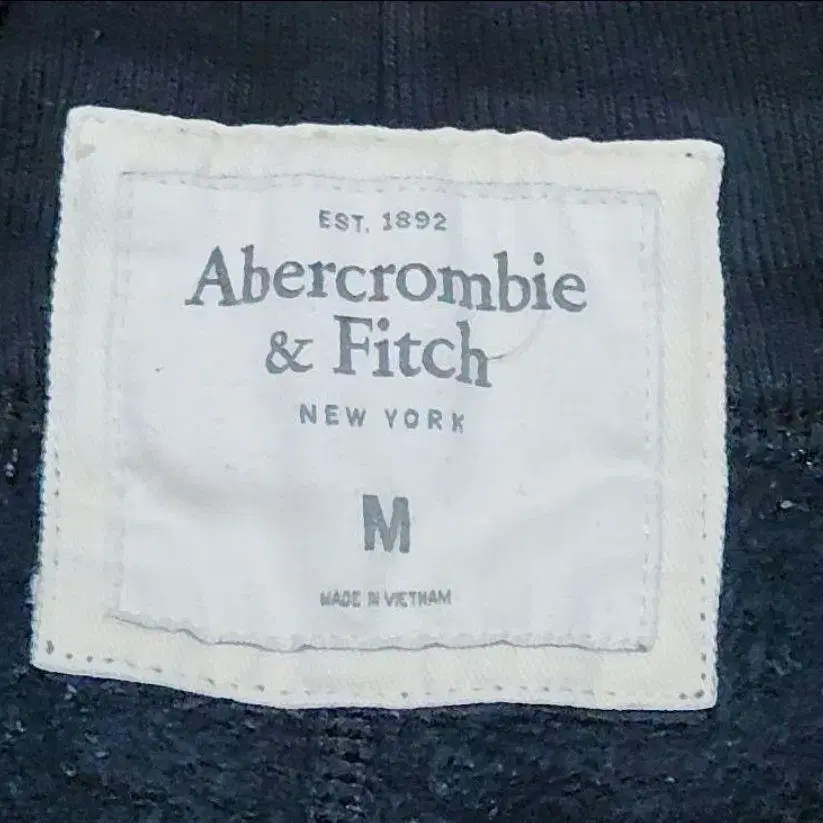 EST. 1892
Abercrombie
& Fitch
NEW YORK
M
MADE IN VIETNAM